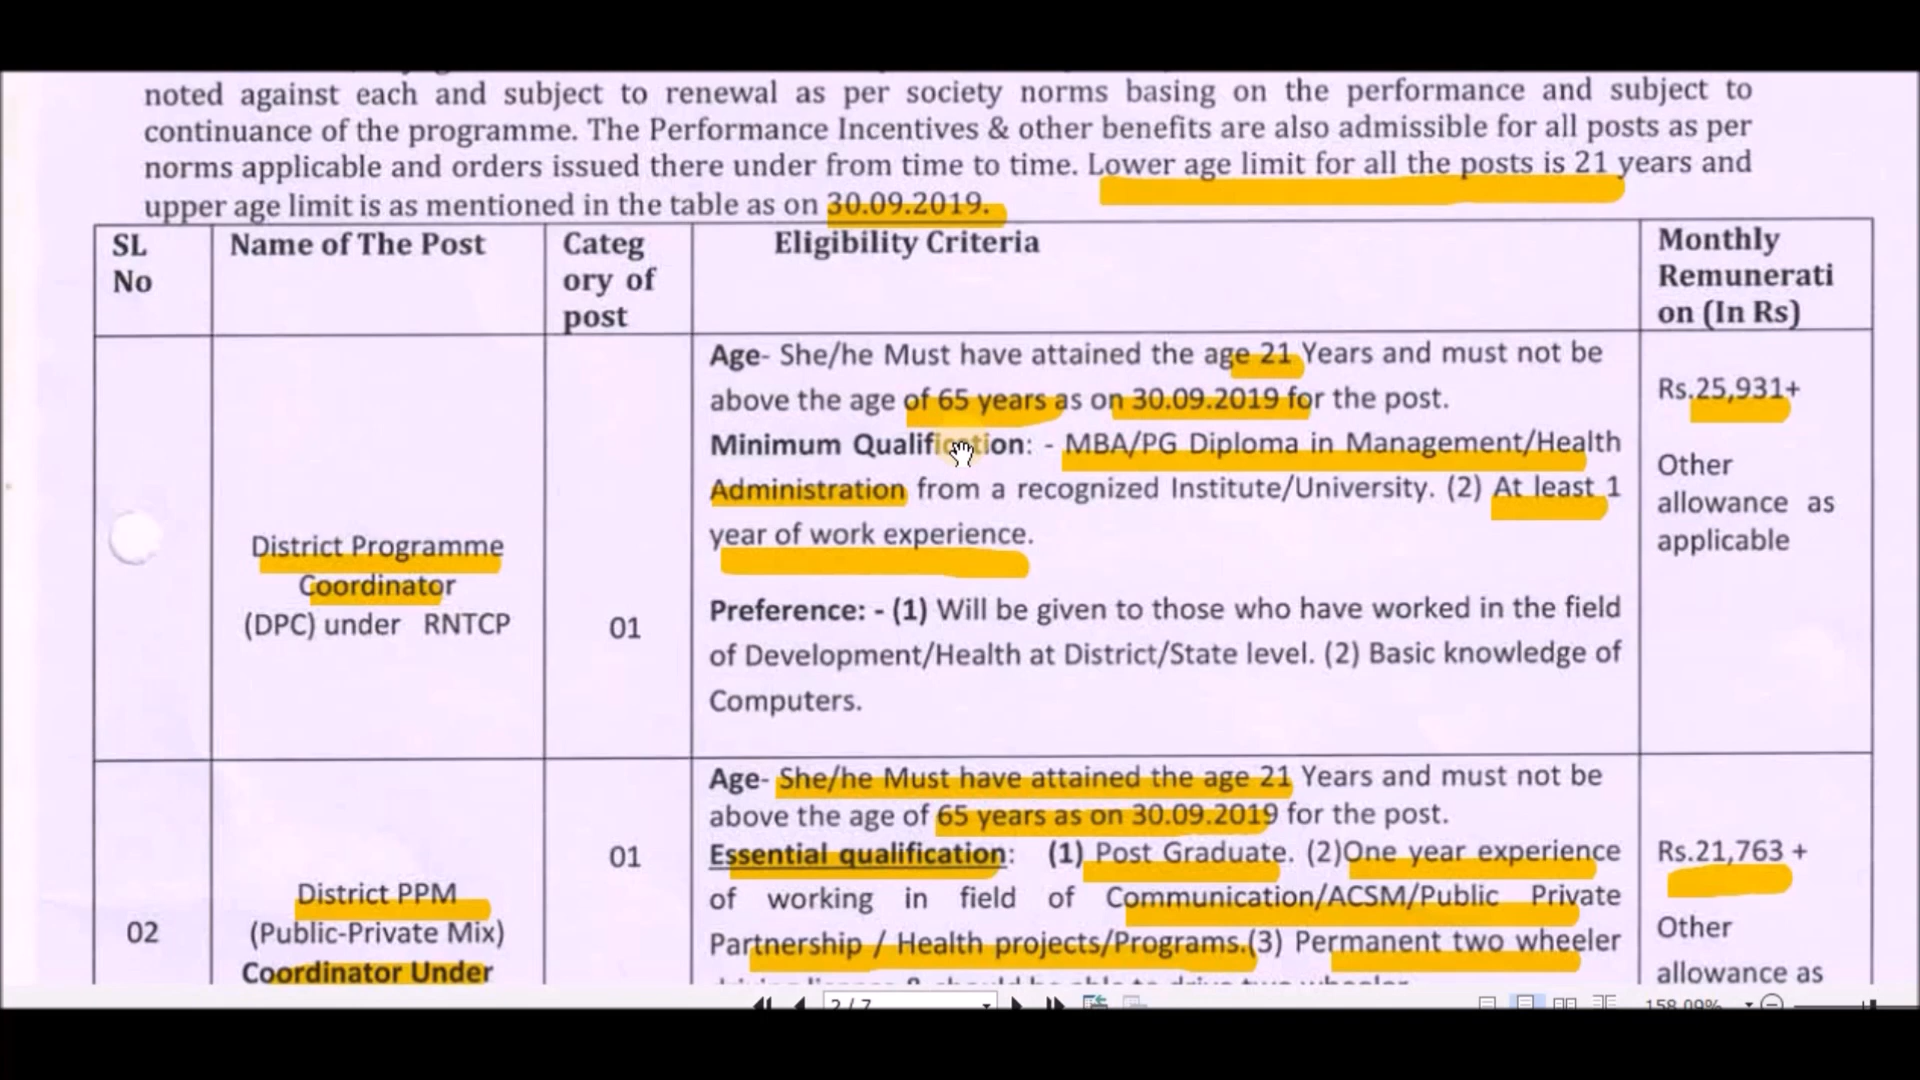 noted against each and subject to renewal as per society norms basing on the performance and subject to
continuance of the programme. The Performance Incentives & other benefits are also admissible for all posts as per
norms applicable and orders issued there under from time to time. Lower age limit for all the posts is 21 years and
upper age limit is as mentioned in the table as on 30.09.2019.
SL
No
Name of The Post
Categ
ory of
post
Eligibility Criteria
Monthly
Remunerati
on (In Rs)
District Programme
Coordinator
(DPC) under RNTCP
01
Age- She/he Must have attained the age 21 Years and must not be
above the age of 65 years as on 30.09.2019 for the post.
Minimum Qualification: - MBA/PG Diploma in Management/Health
Administration from a recognized Institute/University. (2) At least 1
year of work experience.
Preference: - (1) Will be given to those who have worked in the field
of Development/Health at District/State level. (2) Basic knowledge of
Computers.
Rs.25,931+
Other
allowance as
applicable
02
District PPM
(Public-Private Mix)
Coordinator Under
01
Age- She/he Must have attained the age 21 Years and must not be
above the age of 65 years as on 30.09.2019 for the post.
Essential qualification: (1) Post Graduate. (2)One year experience
of working in field of Communication/ACSM/Public Private
Partnership / Health projects/Programs.(3) Permanent two wheeler
Rs.21,763 +
Other
allowance as
2 / 7
158.09%